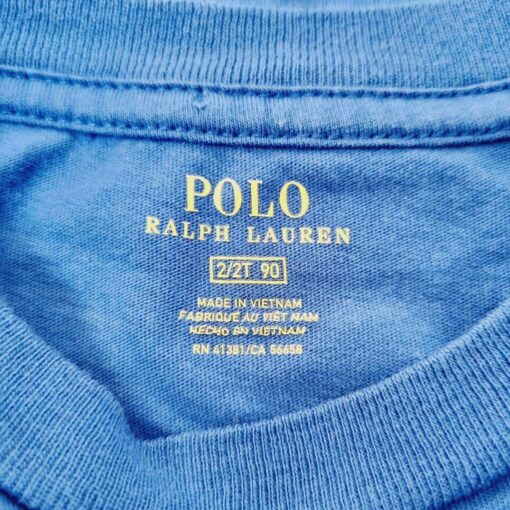 POLO
RALPH LAUREN
2/2T 90
MADE IN VIETNAM
FABRIQUÉ AU VIÊT NAM
HECHO EN VIETNAM
RN 41381/CA 56658